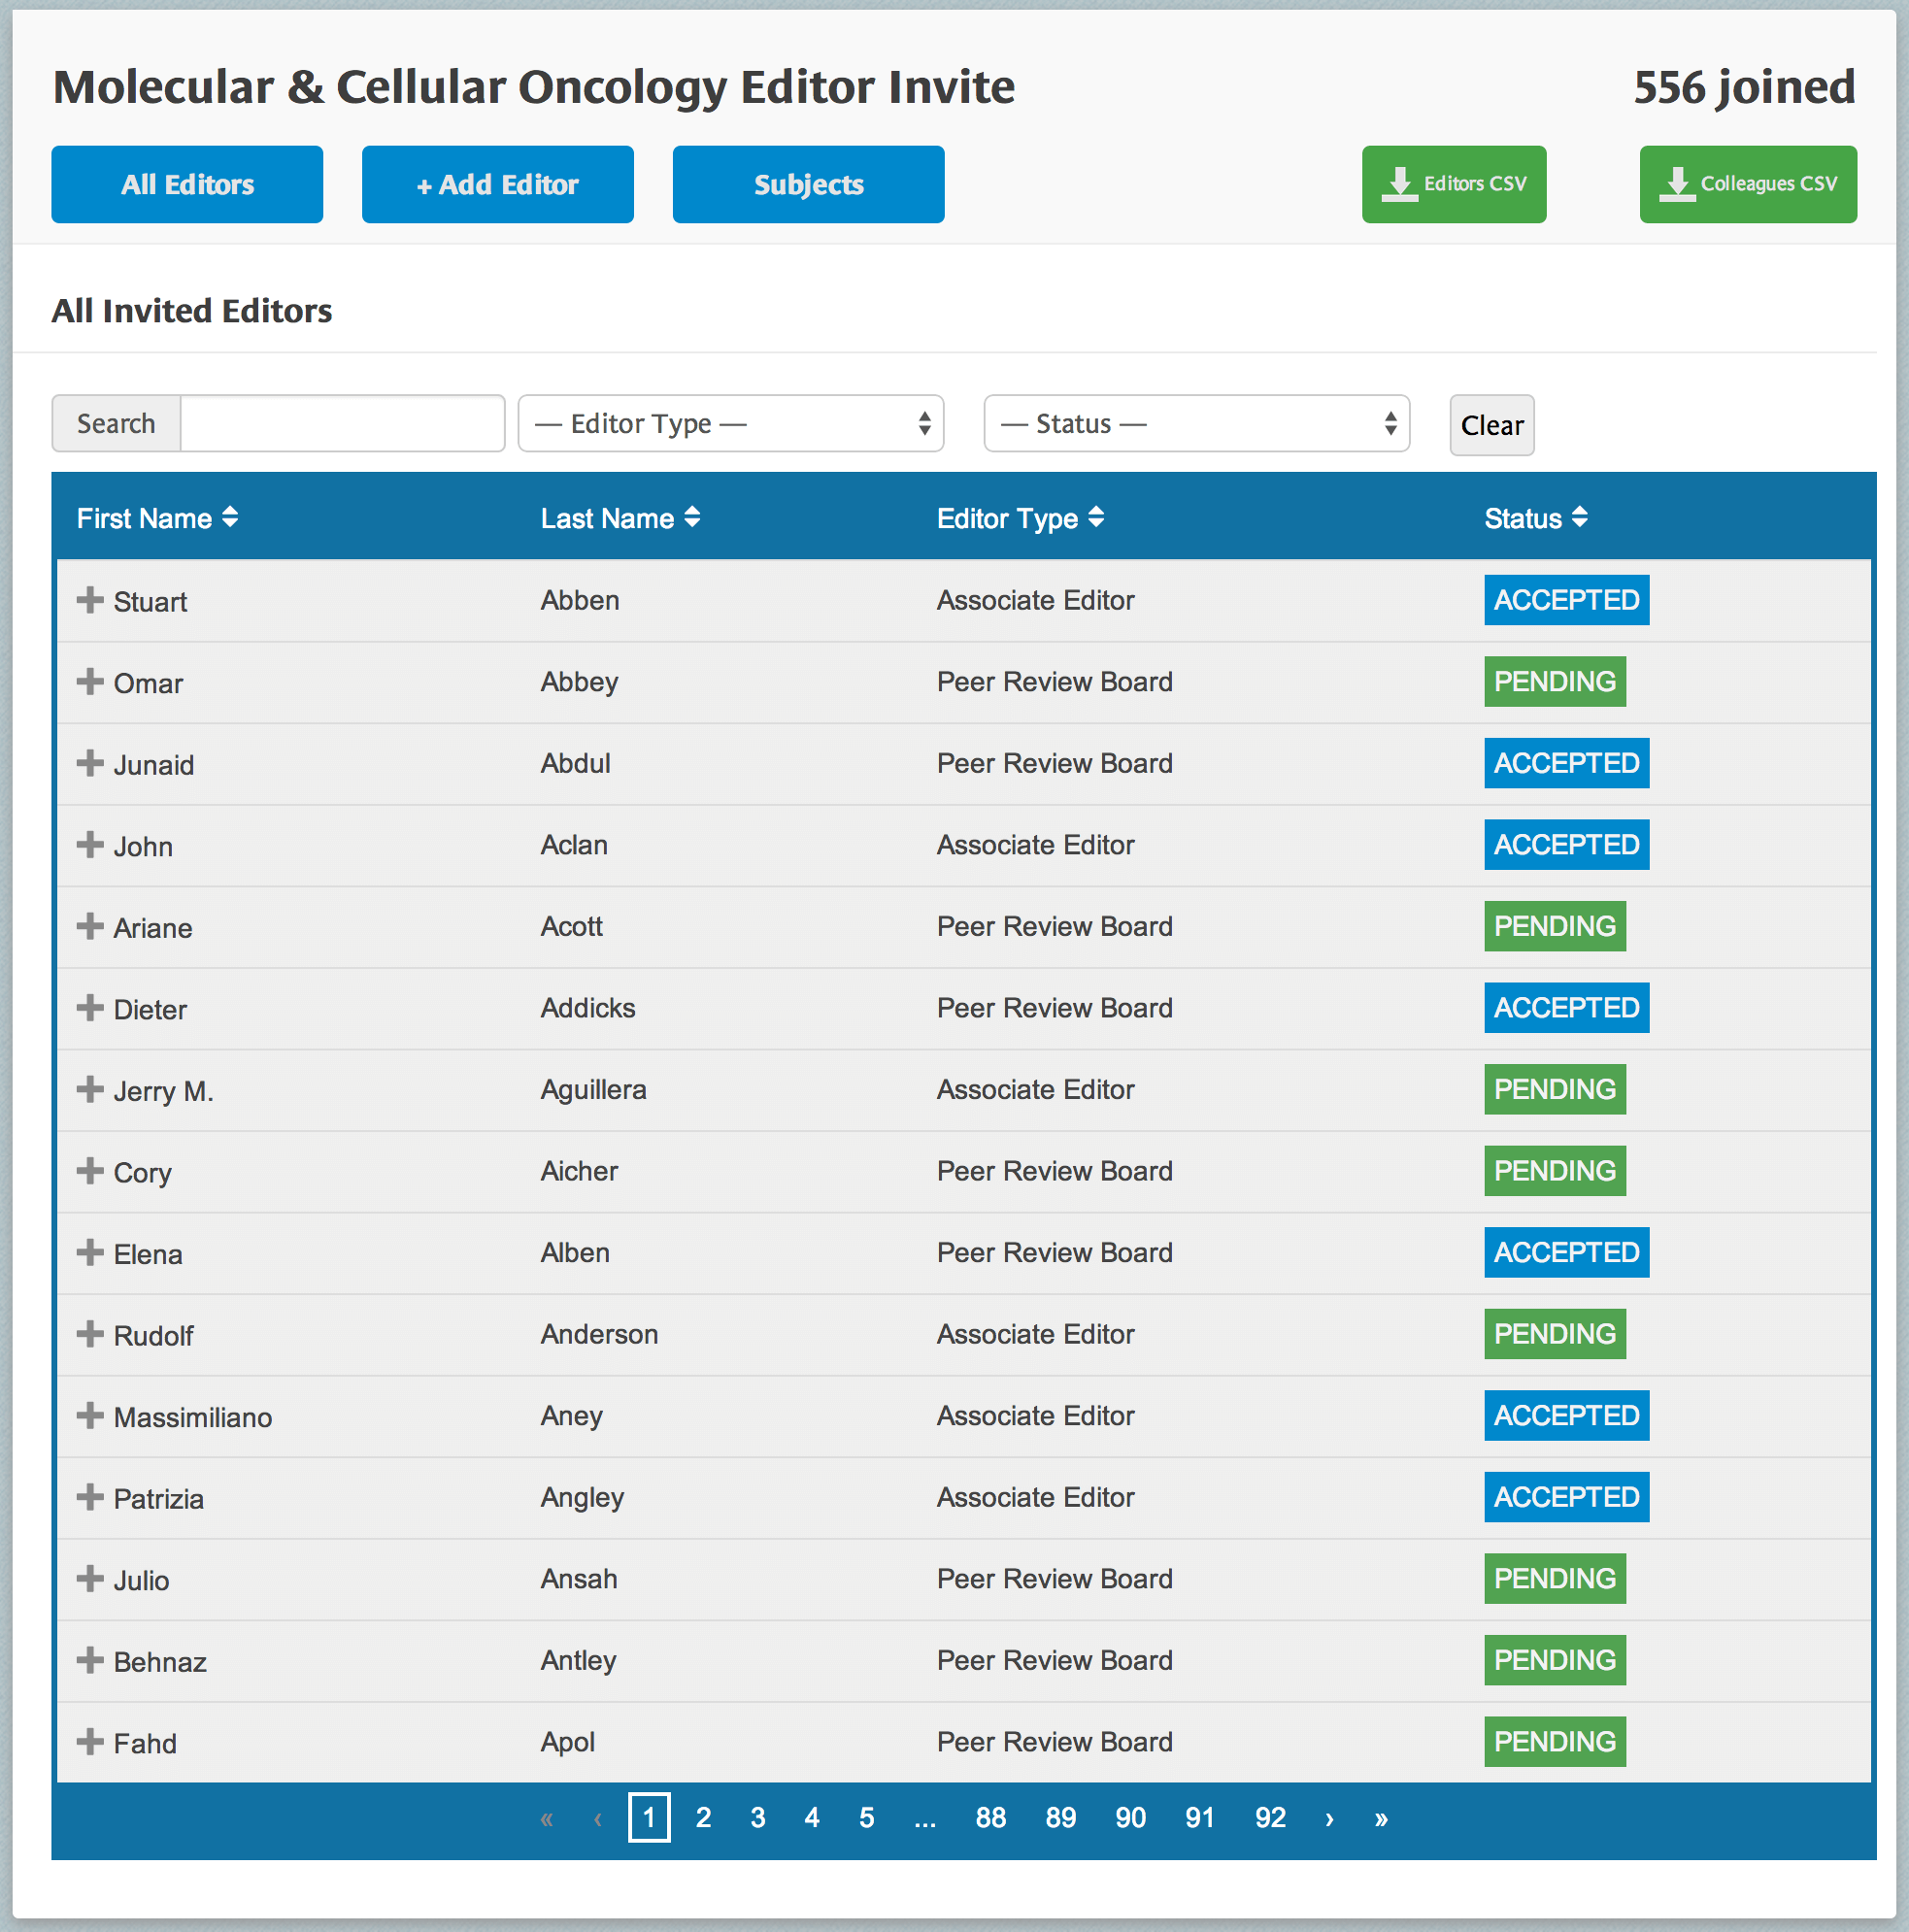 Molecular & Cellular Oncology Editor Invite 556 joined
All Editors + Add Editor Subjects Editors CSV Colleagues CSV
All Invited Editors
Search — Editor Type — — Status — Clear
First Name Last Name Editor Type Status
Stuart Abben Associate Editor ACCEPTED
Omar Abbey Peer Review Board PENDING
Junaid Abdul Peer Review Board ACCEPTED
John Aclan Associate Editor ACCEPTED
Ariane Acott Peer Review Board PENDING
Dieter Addicks Peer Review Board ACCEPTED
Jerry M. Aguillera Associate Editor PENDING
Cory Aicher Peer Review Board PENDING
Elena Alben Peer Review Board ACCEPTED
Rudolf Anderson Associate Editor PENDING
Massimiliano Aney Associate Editor ACCEPTED
Patrizia Angley Associate Editor ACCEPTED
Julio Ansah Peer Review Board PENDING
Behnaz Antley Peer Review Board PENDING
Fahd Apol Peer Review Board PENDING
« ‹ 1 2 3 4 5 ... 88 89 90 91 92 › »